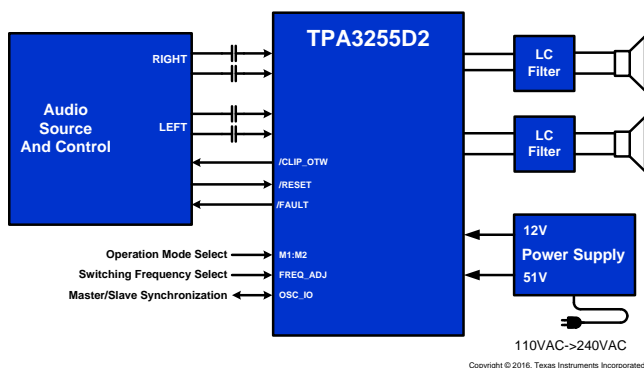 TPA3255D2
RIGHT
LEFT
Audio
Source
And Control
/CLIP_OTW
/RESET
/FAULT
Operation Mode Select
M1:M2
Switching Frequency Select
FREQ_ADJ
Master/Slave Synchronization
OSC_IO
LC
Filter
LC
Filter
12V
Power Supply
51V
110VAC->240VAC
Copyright © 2016, Texas Instruments Incorporated